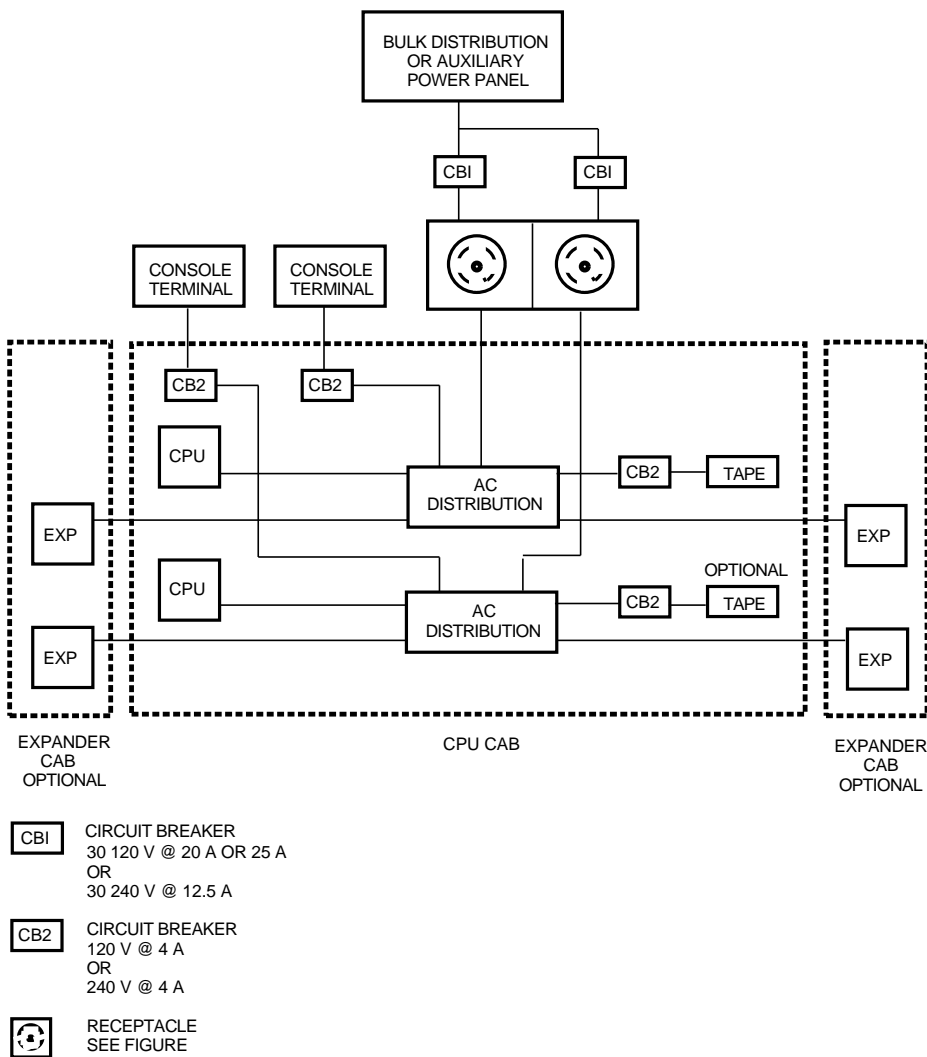 BULK DISTRIBUTION
OR AUXILIARY
POWER PANEL
CBI
CBI
CONSOLE
TERMINAL
CONSOLE
TERMINAL
CB2
CB2
CPU
AC
DISTRIBUTION
CB2
TAPE
EXP
EXP
CPU
AC
DISTRIBUTION
OPTIONAL
CB2
TAPE
EXP
EXP
EXPANDER
CAB
OPTIONAL
CPU CAB
EXPANDER
CAB
OPTIONAL
CBI
CIRCUIT BREAKER
30 120 V @ 20 A OR 25 A
OR
30 240 V @ 12.5 A
CB2
CIRCUIT BREAKER
120 V @ 4 A
OR
240 V @ 4 A
RECEPTACLE
SEE FIGURE